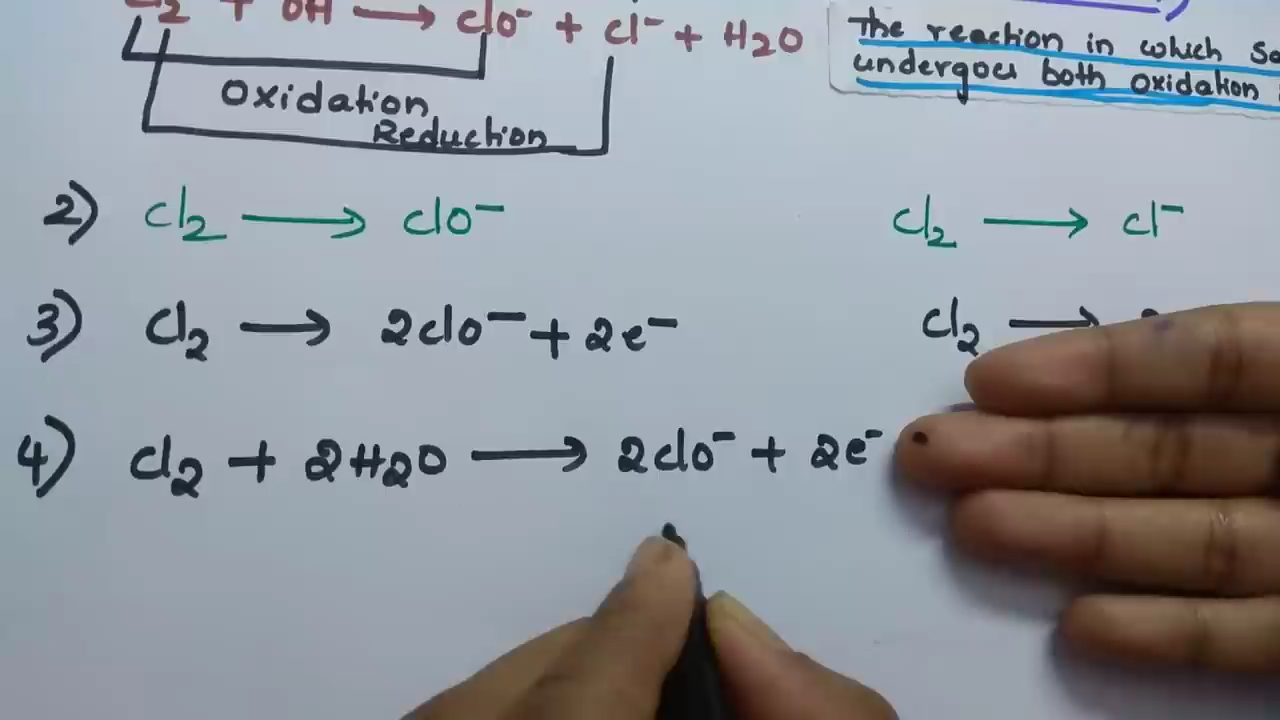 Cl2 + OH ⟶ ClO⁻ + Cl⁻ + H2O
Oxidation
Reduction
The reaction in which
undergoes both oxidation
2) Cl2 ⟶ ClO⁻
Cl2 ⟶ Cl⁻
3) Cl2 ⟶ 2ClO⁻ + 2e⁻
Cl2 ⟶
4) Cl2 + 2H2O ⟶ 2ClO⁻ + 2e⁻